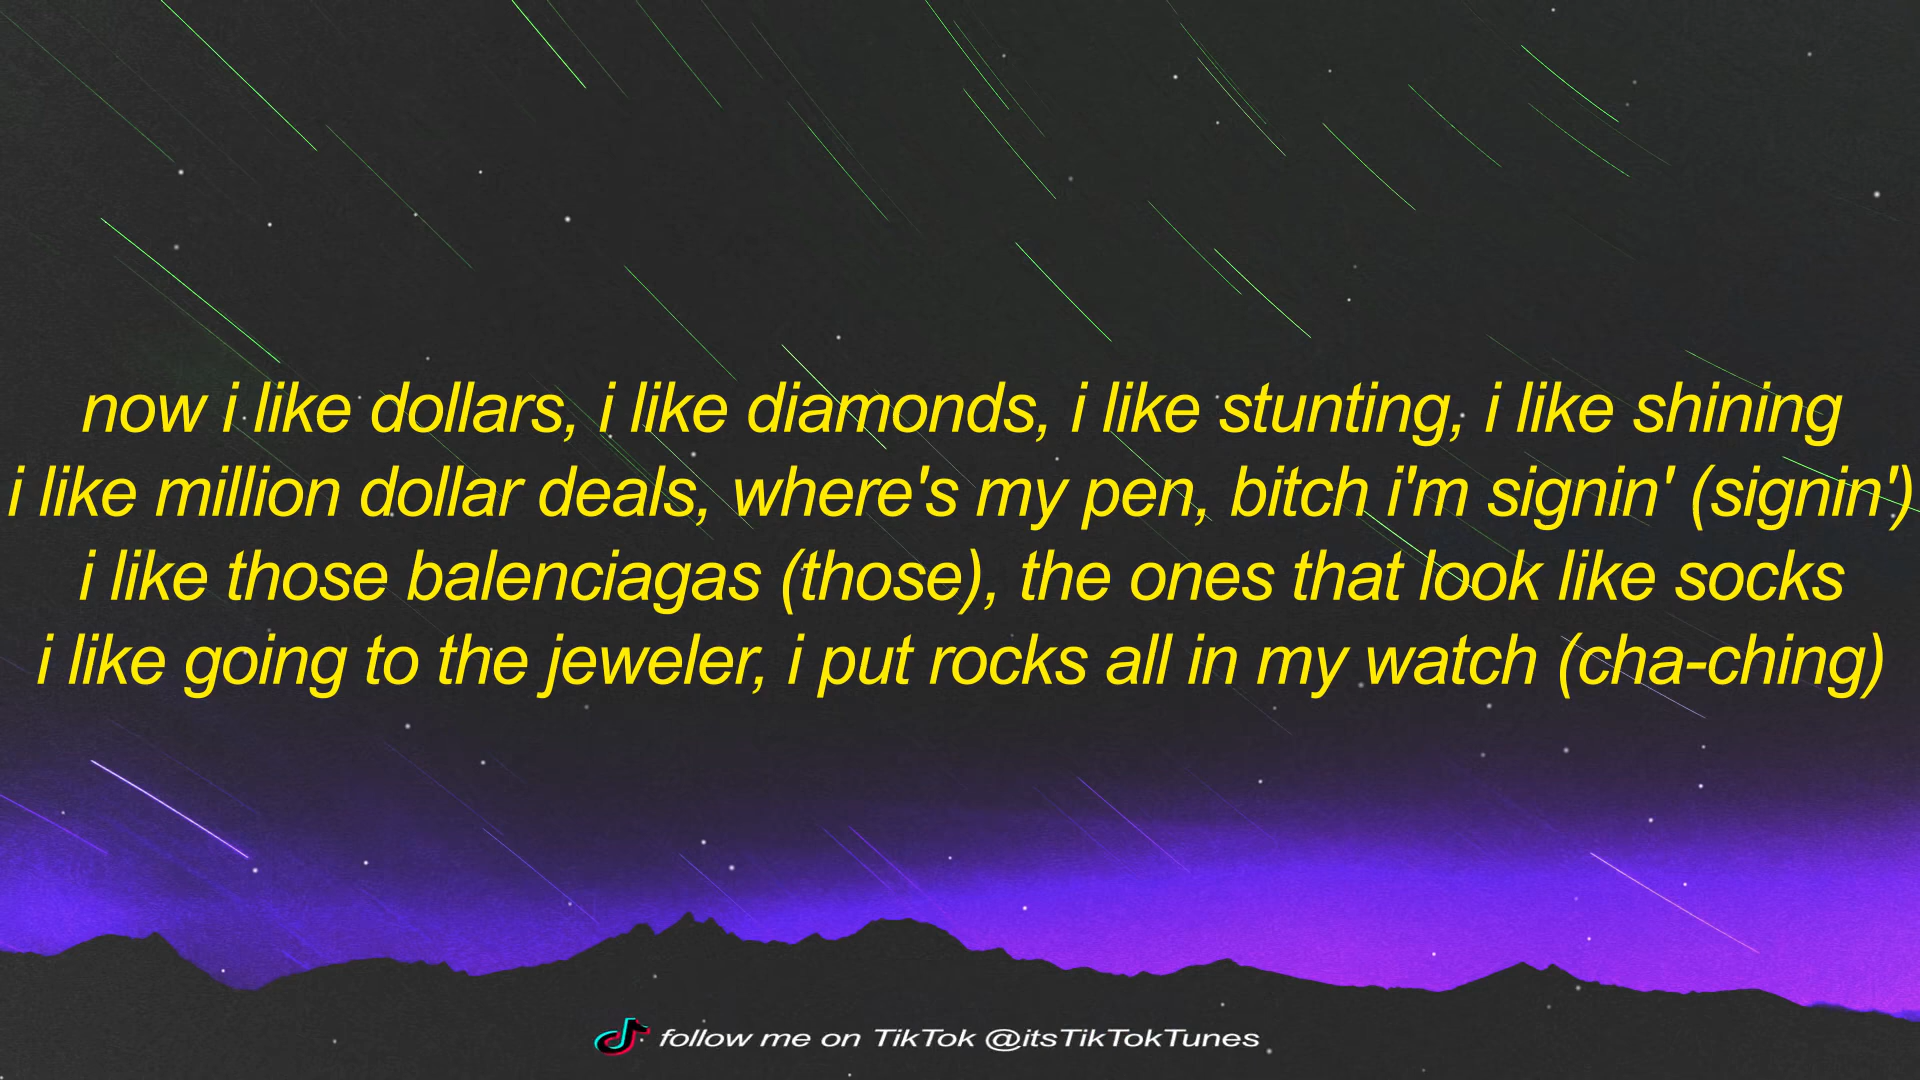 now i like dollars, i like diamonds, i like stunting, i like shining
i like million dollar deals, where's my pen, bitch i'm signin' (signin')
i like those balenciagas (those), the ones that look like socks
i like going to the jeweler, i put rocks all in my watch (cha-ching)
follow me on TikTok @itsTikTokTunes